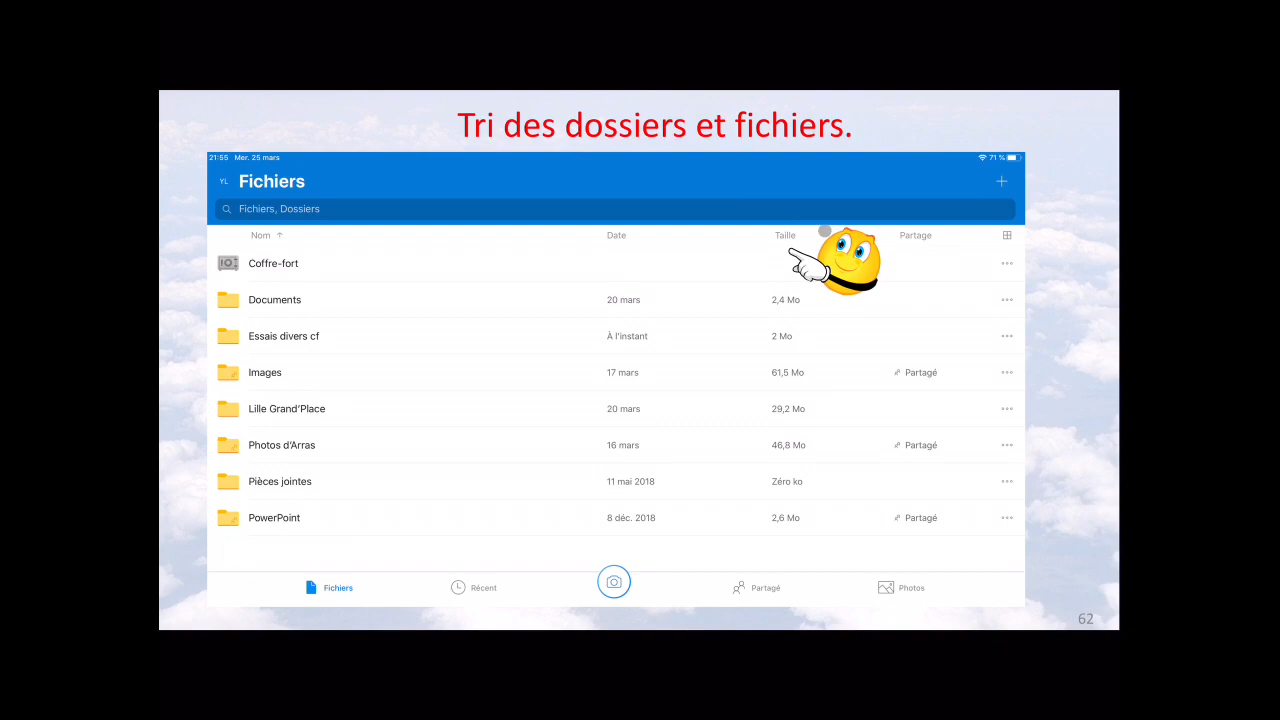 Tri des dossiers et fichiers.
21:55 Mer. 25 mars 71 %
YL Fichiers
Fichiers, Dossiers
Nom Date Taille Partage
Coffre-fort
Documents 20 mars 2,4 Mo
Essais divers cf À l'instant 2 Mo
Images 17 mars 61,5 Mo Partagé
Lille Grand'Place 20 mars 29,2 Mo
Photos d'Arras 16 mars 46,8 Mo Partagé
Pièces jointes 11 mai 2018 Zéro ko
PowerPoint 8 déc. 2018 2,6 Mo Partagé
Fichiers Récent Partagé Photos
62